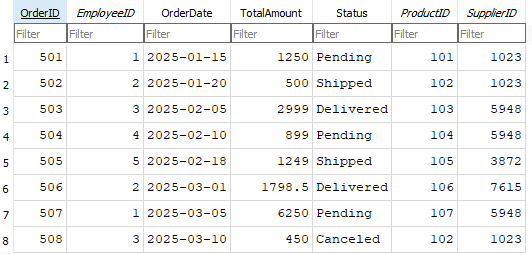 OrderID EmployeeID OrderDate TotalAmount Status ProductID SupplierID
Filter Filter Filter Filter Filter Filter Filter
1 501 1 2025-01-15 1250 Pending 101 1023
2 502 2 2025-01-20 500 Shipped 102 1023
3 503 3 2025-02-05 2999 Delivered 103 5948
4 504 4 2025-02-10 899 Pending 104 5948
5 505 5 2025-02-18 1249 Shipped 105 3872
6 506 2 2025-03-01 1798.5 Delivered 106 7615
7 507 1 2025-03-05 6250 Pending 107 5948
8 508 3 2025-03-10 450 Canceled 102 1023